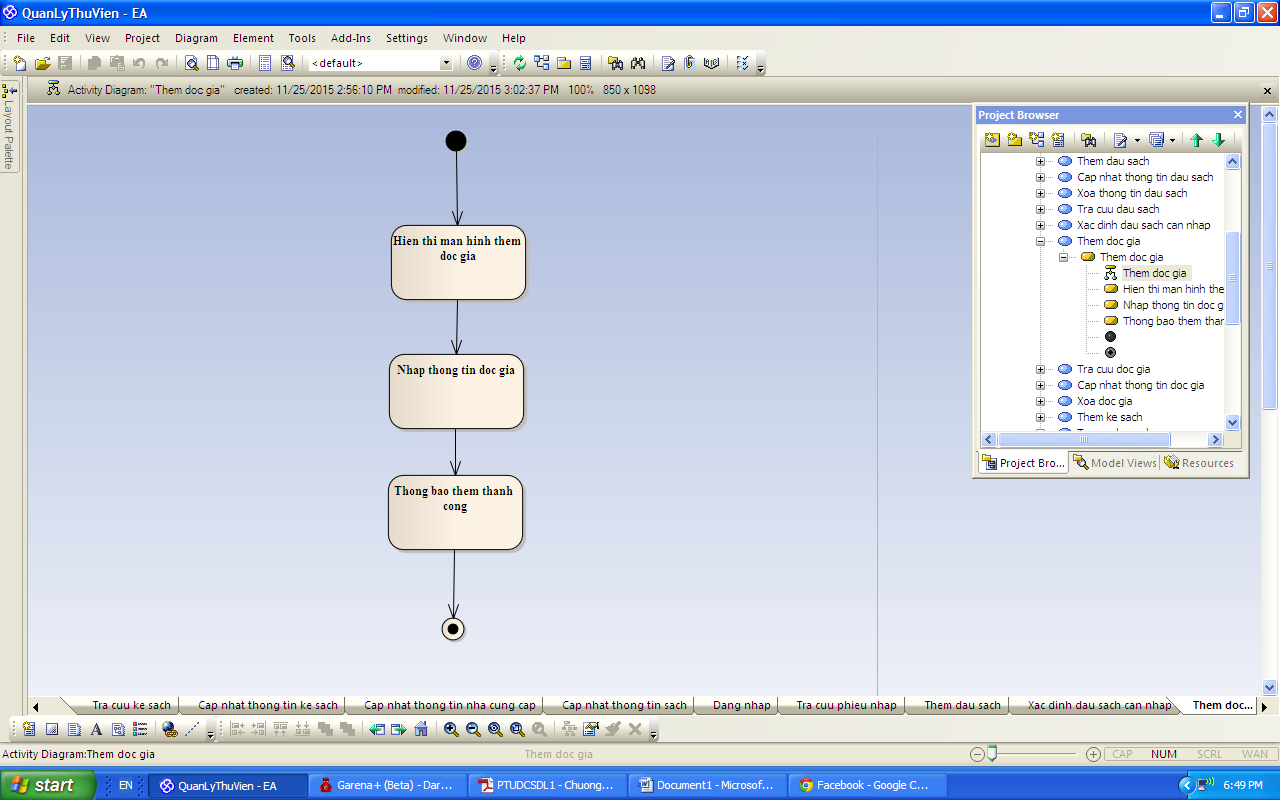 QuanLyThuVien - EA
File Edit View Project Diagram Element Tools Add-Ins Settings Window Help
<default>
Activity Diagram: "Them doc gia" created: 11/25/2015 2:56:10 PM modified: 11/25/2015 3:02:37 PM 100% 850 x 1098
Layout Palette
Hien thi man hinh them
doc gia
Nhap thong tin doc gia
Thong bao them thanh
cong
Project Browser
Them dau sach
Cap nhat thong tin dau sach
Xoa thong tin dau sach
Tra cuu dau sach
Xac dinh dau sach can nhap
Them doc gia
Them doc gia
Them doc gia
Hien thi man hinh the
Nhap thong tin doc g
Thong bao them thar
Tra cuu doc gia
Cap nhat thong tin doc gia
Xoa doc gia
Them ke sach
Project Bro... Model Views Resources
Tra cuu ke sach Cap nhat thong tin ke sach Cap nhat thong tin nha cung cap Cap nhat thong tin sach Dang nhap Tra cuu phieu nhap Them dau sach Xac dinh dau sach can nhap Them doc...
A
Activity Diagram:Them doc gia Them doc gia CAP NUM SCRL WAN
start EN QuanLyThuVien - EA Garena+ (Beta) - Dar... PTUDCSDL1 - Chuong... Document1 - Microsof... Facebook - Google C... 6:49 PM